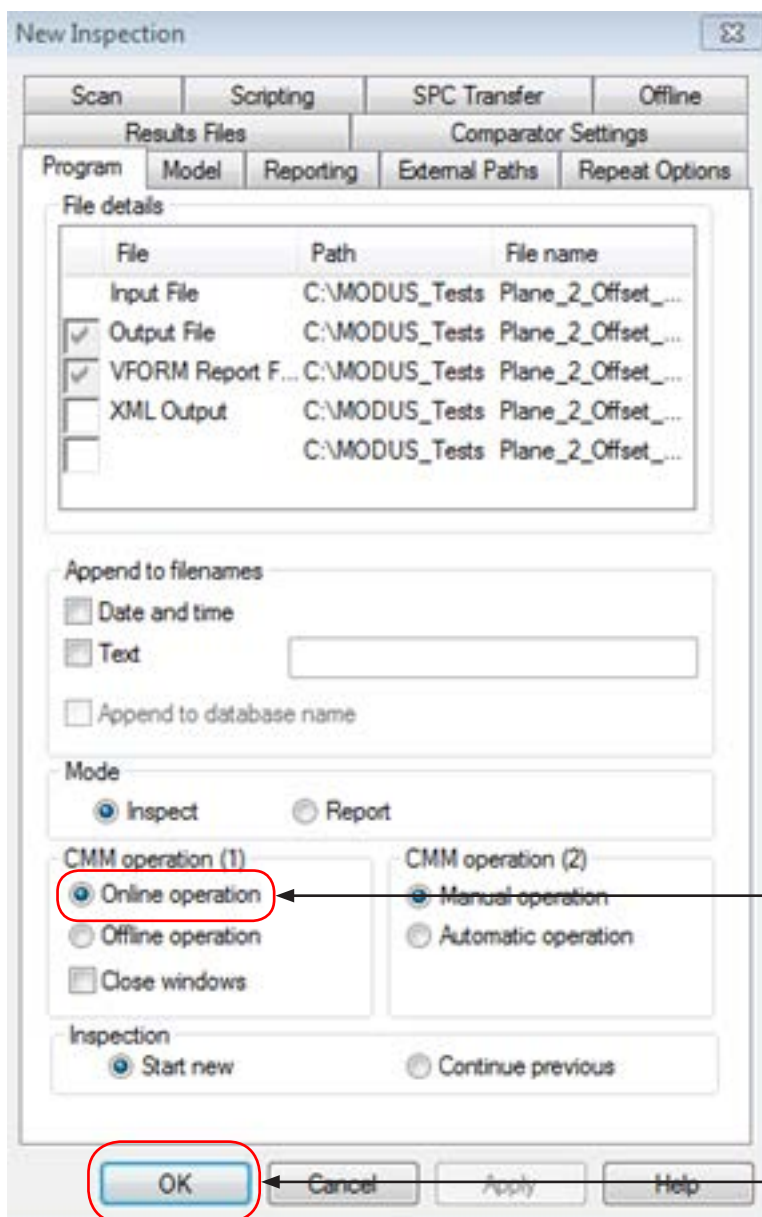 New Inspection
Scan Scripting SPC Transfer Offline
Results Files Comparator Settings
Program Model Reporting External Paths Repeat Options
File details
File Path File name
Input File C:\MODUS_Tests Plane_2_Offset_...
Output File C:\MODUS_Tests Plane_2_Offset_...
VFORM Report F... C:\MODUS_Tests Plane_2_Offset_...
XML Output C:\MODUS_Tests Plane_2_Offset_...
C:\MODUS_Tests Plane_2_Offset_...
Append to filenames
Date and time
Text
Append to database name
Mode
Inspect Report
CMM operation (1) CMM operation (2)
Online operation Manual operation
Offline operation Automatic operation
Close windows
Inspection
Start new Continue previous
OK Cancel Apply Help